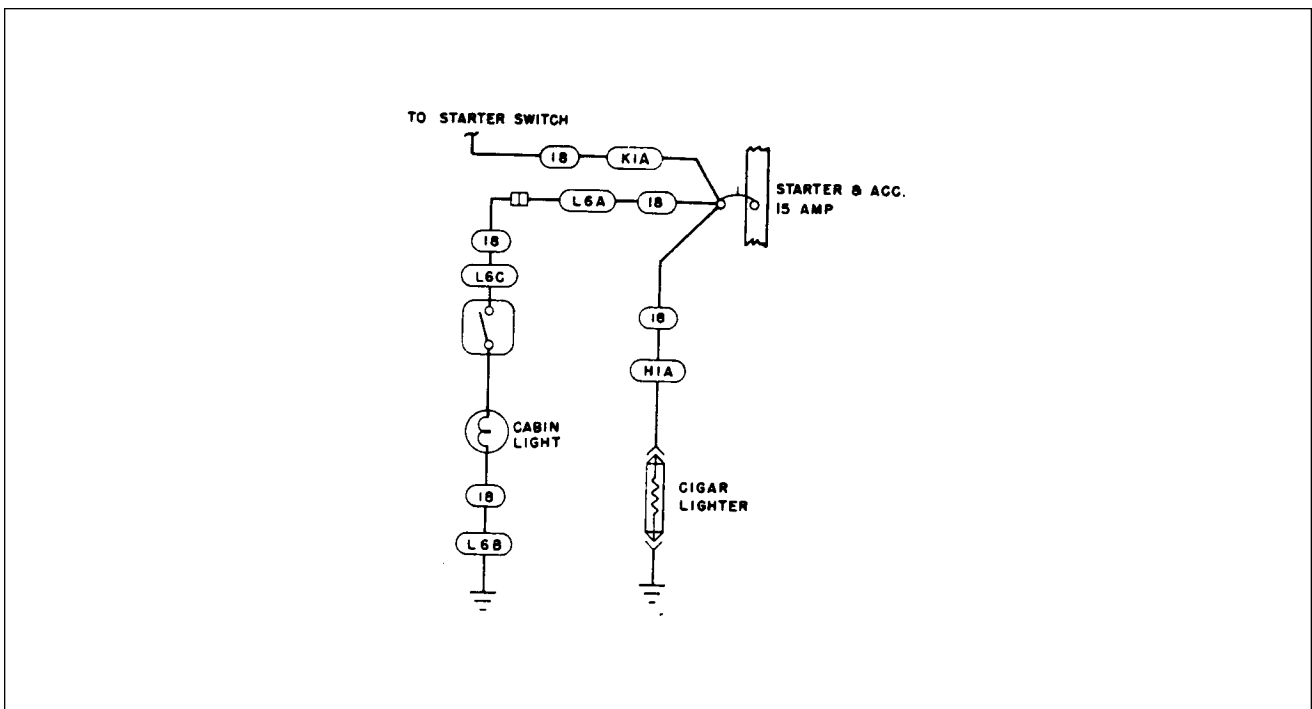 TO STARTER SWITCH
18
K1A
L6A
18
STARTER & ACC.
15 AMP
18
L6C
18
H1A
CABIN
LIGHT
18
CIGAR
LIGHTER
L6B